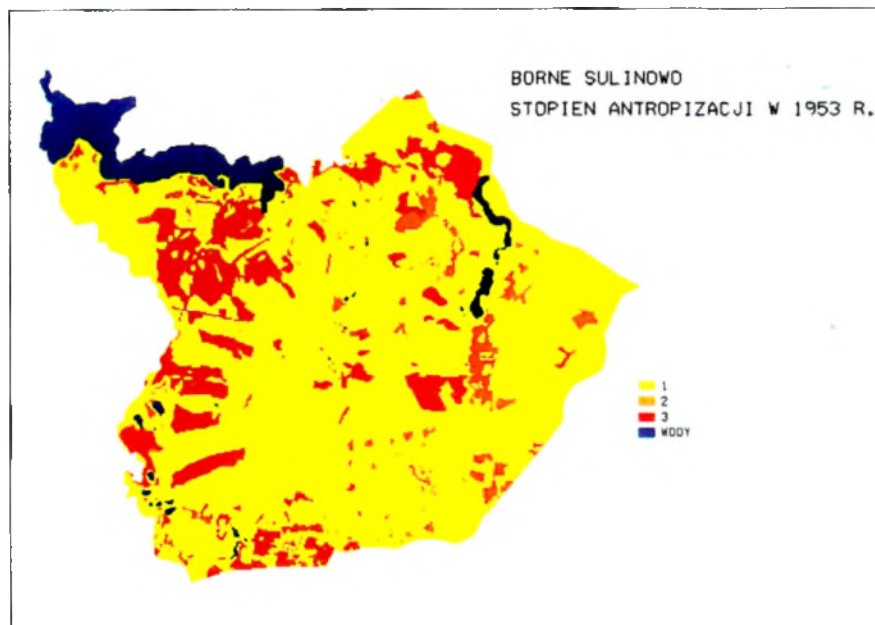 BORNE SULINOWO
STOPIEN ANTROPIZACJI W 1953 R.
1
2
3
WODY